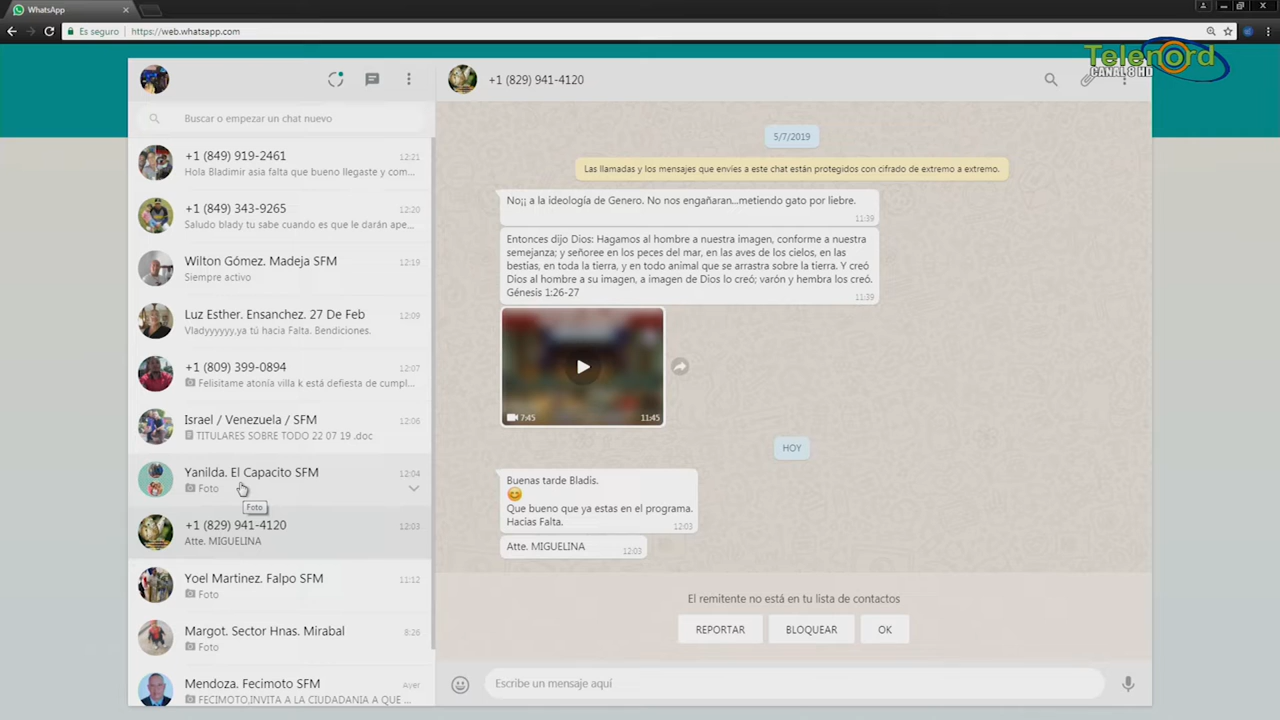 WhatsApp
Es seguro
https://web.whatsapp.com
Telenord
CANAL 8 HD
+1 (829) 941-4120
Buscar o empezar un chat nuevo
+1 (849) 919-2461
12:21
Hola Bladimir asia falta que bueno llegaste y com...
+1 (849) 343-9265
12:20
Saludo blady tu sabe cuando es que le darán ape...
Wilton Gómez. Madeja SFM
12:19
Siempre activo
Luz Esther. Ensanchez. 27 De Feb
12:09
Vladyyyyyy,ya tú hacia Falta. Bendiciones.
+1 (809) 399-0894
12:07
Felisitame atonía villa k está defiesta de cumpl...
Israel / Venezuela / SFM
12:06
TITULARES SOBRE TODO 22 07 19 .doc
Yanilda. El Capacito SFM
12:04
Foto
Foto
+1 (829) 941-4120
12:03
Atte. MIGUELINA
Yoel Martinez. Falpo SFM
11:12
Foto
Margot. Sector Hnas. Mirabal
8:26
Foto
Mendoza. Fecimoto SFM
Ayer
FECIMOTO,INVITA A LA CIUDADANIA A QUE ...
5/7/2019
Las llamadas y los mensajes que envíes a este chat están protegidos con cifrado de extremo a extremo.
No¡¡ a la ideología de Genero. No nos engañaran...metiendo gato por liebre.
11:39
Entonces dijo Dios: Hagamos al hombre a nuestra imagen, conforme a nuestra
semejanza; y señoree en los peces del mar, en las aves de los cielos, en las
bestias, en toda la tierra, y en todo animal que se arrastra sobre la tierra. Y creó
Dios al hombre a su imagen, a imagen de Dios lo creó; varón y hembra los creó.
Génesis 1:26-27
11:39
7:45
11:45
HOY
Buenas tarde Bladis.
Que bueno que ya estas en el programa.
Hacias Falta.
12:03
Atte. MIGUELINA
12:03
El remitente no está en tu lista de contactos
REPORTAR
BLOQUEAR
OK
Escribe un mensaje aquí